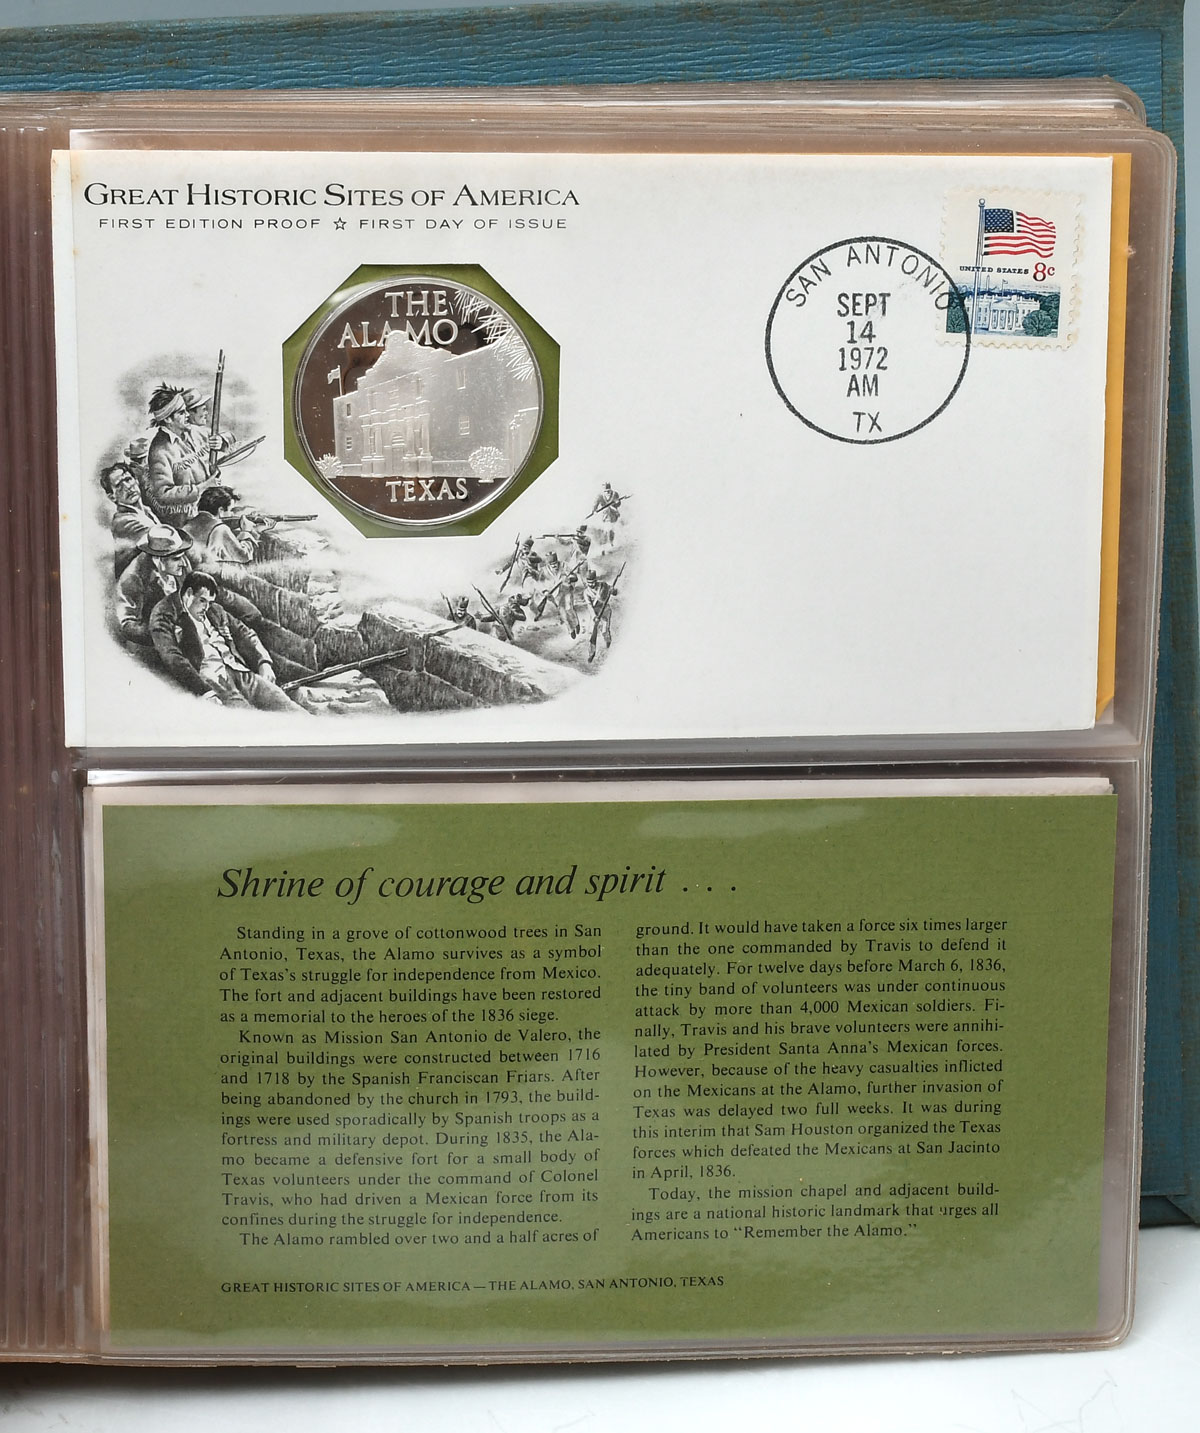 GREAT HISTORIC SITES OF AMERICA
FIRST EDITION PROOF ☆ FIRST DAY OF ISSUE
THE
ALAMO
TEXAS
SAN ANTONIO
SEPT
14
1972
AM
TX
UNITED STATES 8c
Shrine of courage and spirit . . .
Standing in a grove of cottonwood trees in San
Antonio, Texas, the Alamo survives as a symbol
of Texas's struggle for independence from Mexico.
The fort and adjacent buildings have been restored
as a memorial to the heroes of the 1836 siege.
Known as Mission San Antonio de Valero, the
original buildings were constructed between 1716
and 1718 by the Spanish Franciscan Friars. After
being abandoned by the church in 1793, the build-
ings were used sporadically by Spanish troops as a
fortress and military depot. During 1835, the Ala-
mo became a defensive fort for a small body of
Texas volunteers under the command of Colonel
Travis, who had driven a Mexican force from its
confines during the struggle for independence.
The Alamo rambled over two and a half acres of
ground. It would have taken a force six times larger
than the one commanded by Travis to defend it
adequately. For twelve days before March 6, 1836,
the tiny band of volunteers was under continuous
attack by more than 4,000 Mexican soldiers. Fi-
nally, Travis and his brave volunteers were annihi-
lated by President Santa Anna's Mexican forces.
However, because of the heavy casualties inflicted
on the Mexicans at the Alamo, further invasion of
Texas was delayed two full weeks. It was during
this interim that Sam Houston organized the Texas
forces which defeated the Mexicans at San Jacinto
in April, 1836.
Today, the mission chapel and adjacent build-
ings are a national historic landmark that urges all
Americans to "Remember the Alamo."
GREAT HISTORIC SITES OF AMERICA — THE ALAMO, SAN ANTONIO, TEXAS